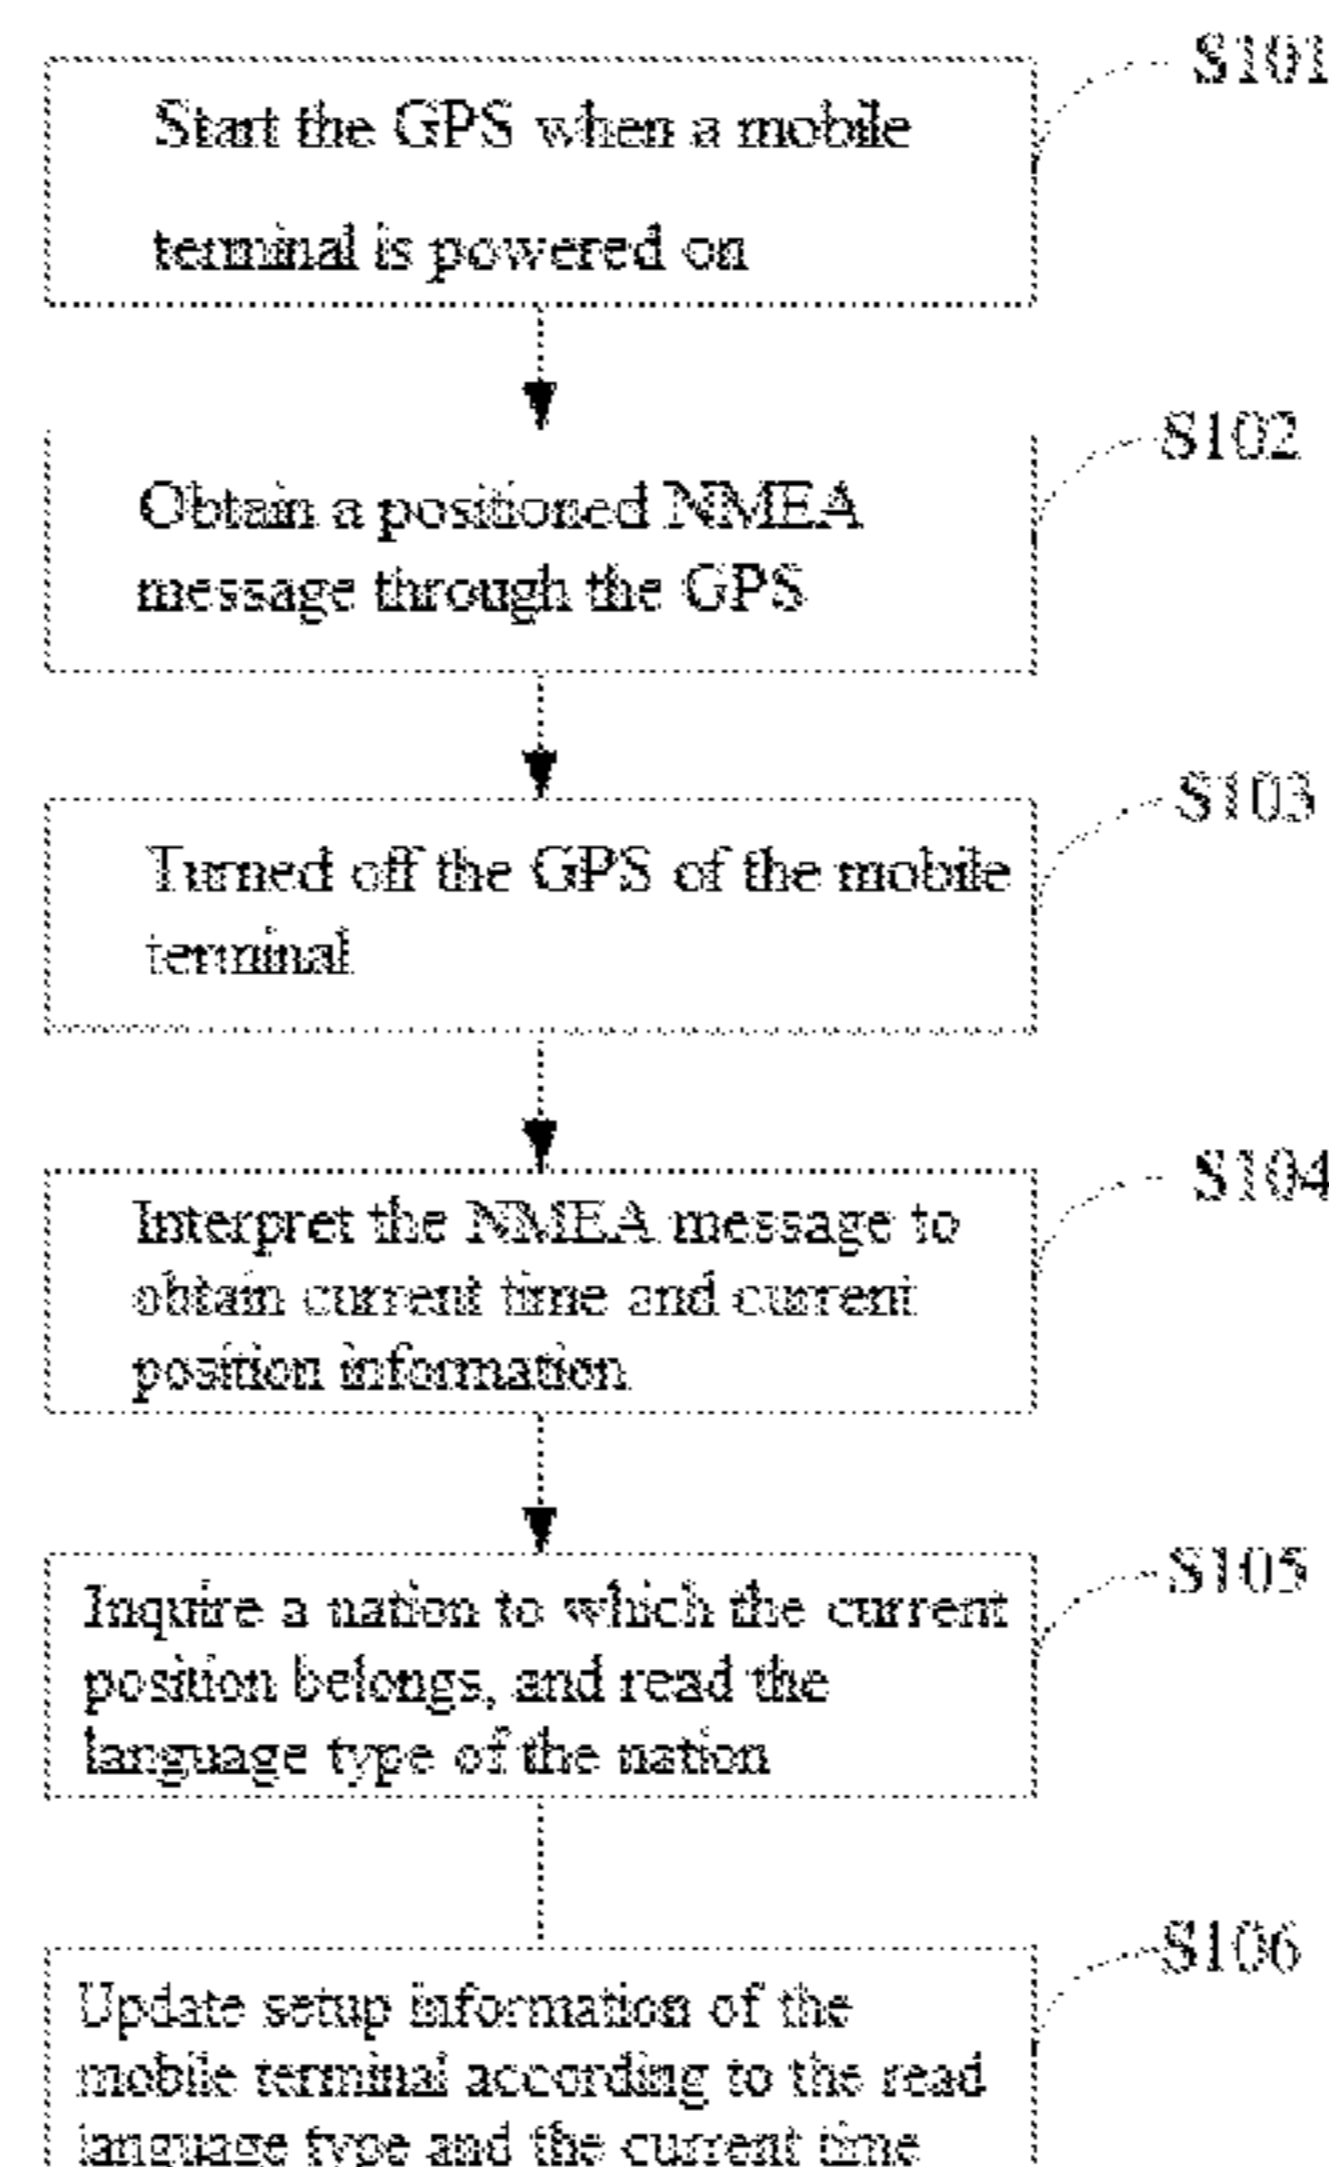 S101
Start the GPS when a mobile
terminal is powered on
S102
Obtain a positioned NMEA
message through the GPS
S103
Turned off the GPS of the mobile
terminal
S104
Interpret the NMEA message to
obtain current time and current
position information
S105
Inquire a nation to which the current
position belongs, and read the
language type of the nation
S106
Update setup information of the
mobile terminal according to the read
language type and the current time